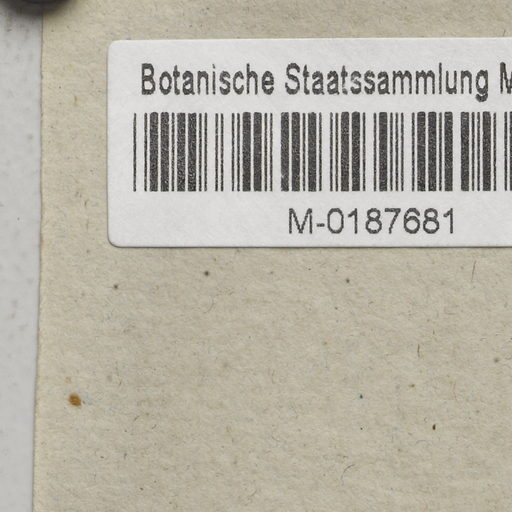 Botanische Staatssammlung M
M-0187681